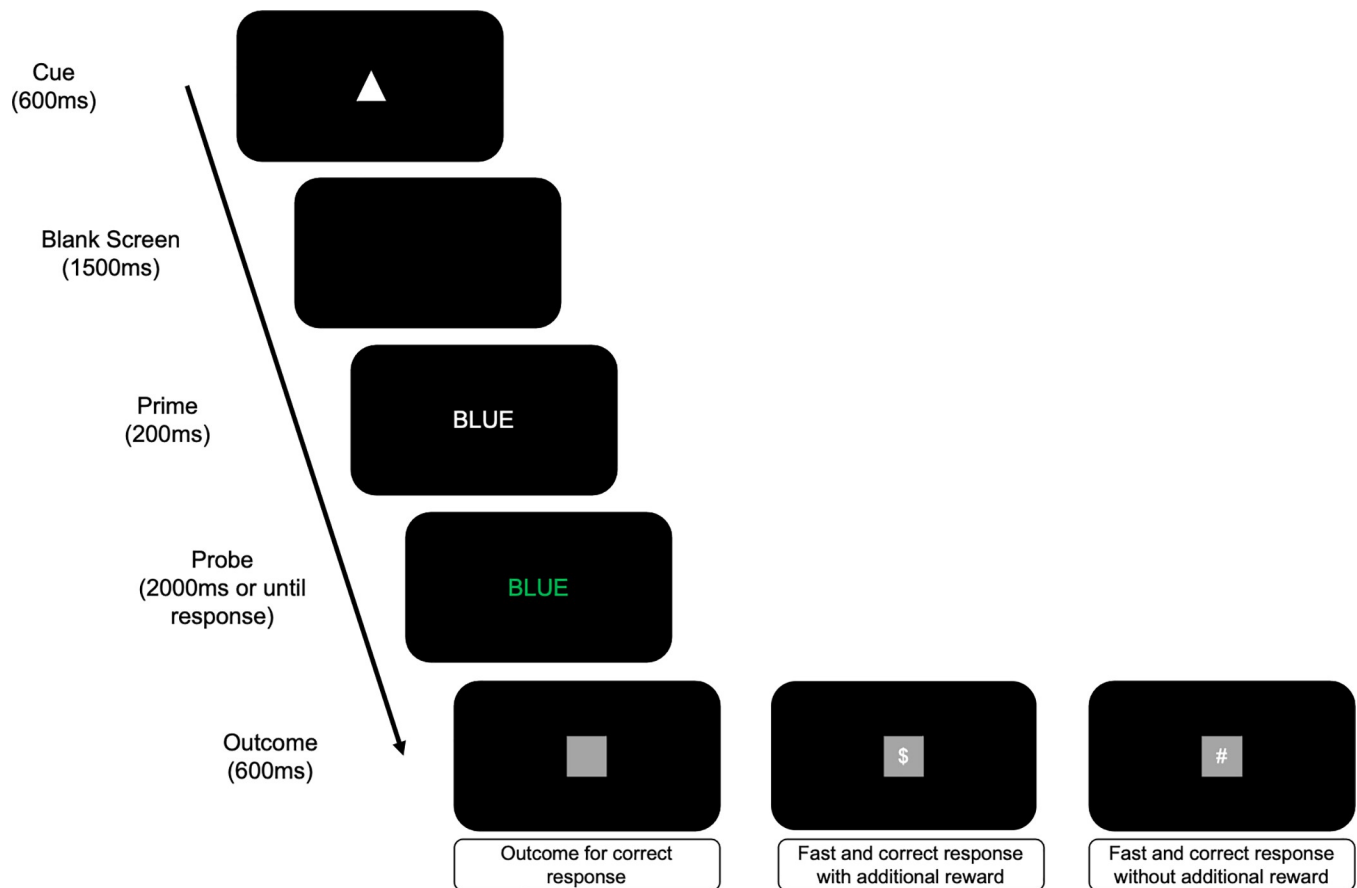 Cue
(600ms)
Blank Screen
(1500ms)
Prime
(200ms)
BLUE
Probe
(2000ms or until
response)
BLUE
Outcome
(600ms)
$
#
Outcome for correct
response
Fast and correct response
with additional reward
Fast and correct response
without additional reward